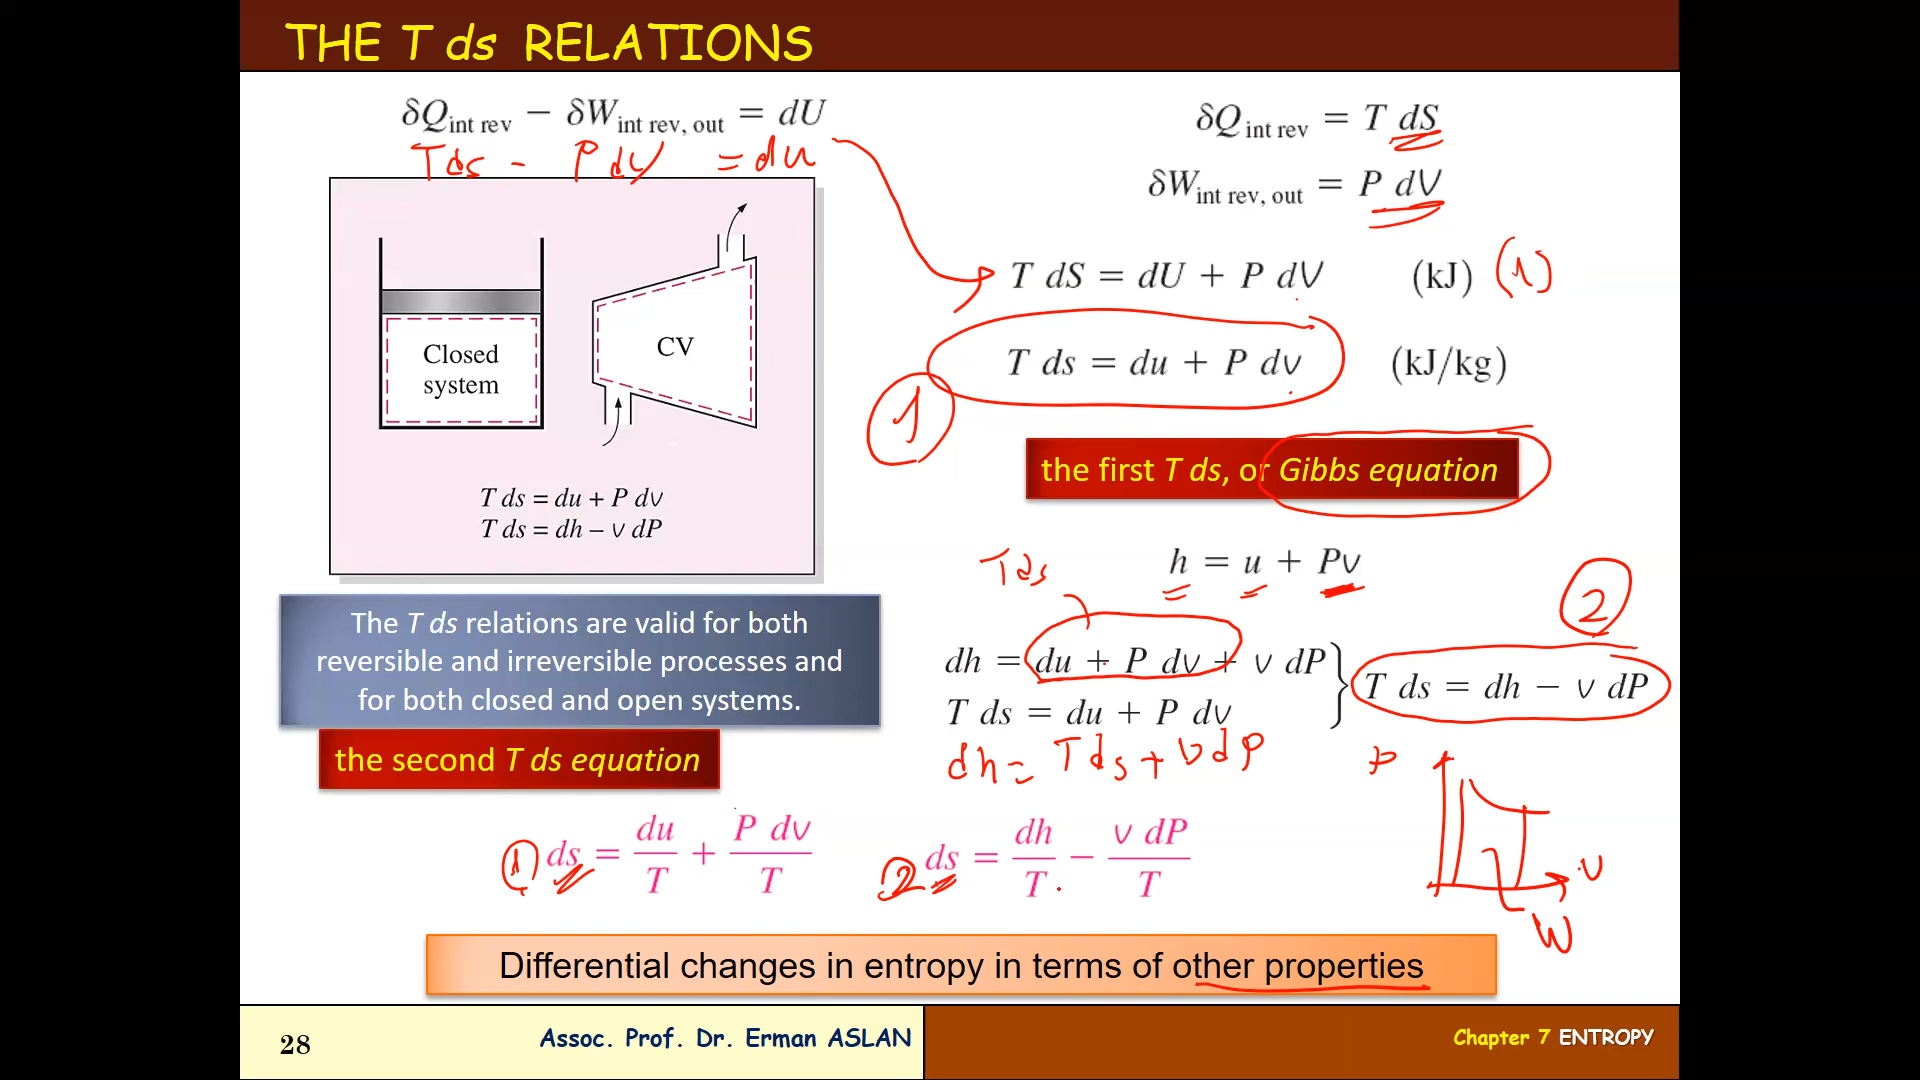 THE T ds RELATIONS
δQint rev − δWint rev, out = dU
Tds - PdV = du
Closed
system
CV
T ds = du + P dv
T ds = dh – v dP
The T ds relations are valid for both
reversible and irreversible processes and
for both closed and open systems.
the second T ds equation
δQint rev = T dS
δWint rev, out = P dV
T dS = dU + P dV (kJ) (1)
T ds = du + P dv (kJ/kg)
1
the first T ds, or Gibbs equation
h = u + Pv
Tds
2
dh = du + P dv + v dP
T ds = du + P dv
T ds = dh − v dP
dh = Tds + vdP
P
v
W
1 ds = du/T + P dv/T
2 ds = dh/T − v dP/T
Differential changes in entropy in terms of other properties
28
Assoc. Prof. Dr. Erman ASLAN
Chapter 7 ENTROPY